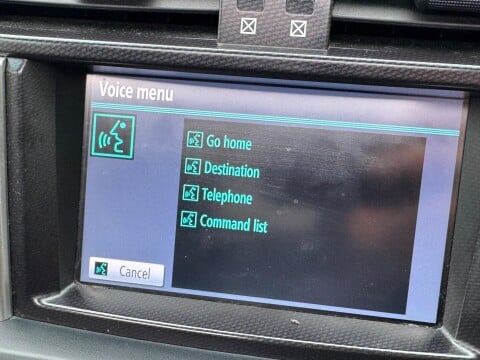 Voice menu
Go home
Destination
Telephone
Command list
Cancel